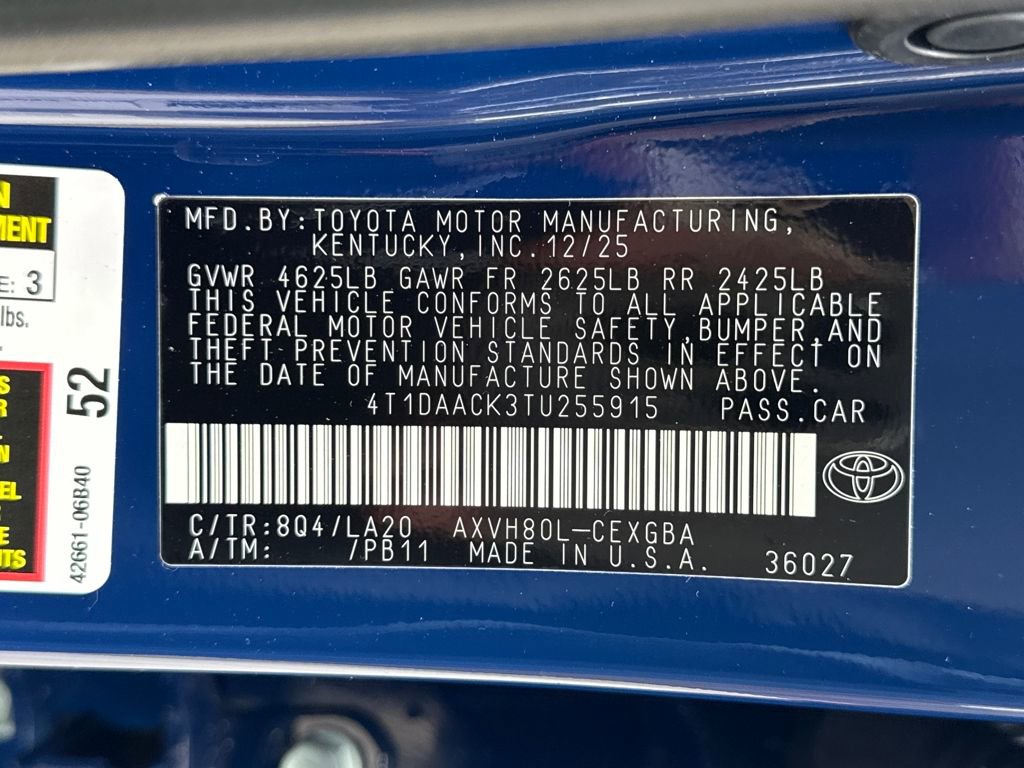 MFD.BY:TOYOTA MOTOR MANUFACTURING,
KENTUCKY, INC. 12/25
GVWR 4625LB GAWR FR 2625LB RR 2425LB
THIS VEHICLE CONFORMS TO ALL APPLICABLE
FEDERAL MOTOR VEHICLE SAFETY, BUMPER, AND
THEFT PREVENTION STANDARDS IN EFFECT ON
THE DATE OF MANUFACTURE SHOWN ABOVE.
4T1DAACK3TU255915 PASS.CAR
C/TR:8Q4/LA20 AXVH80L-CEXGBA
A/TM: /PB11 MADE IN U.S.A. 36027
E: 3
lbs.
52
42661-06B40